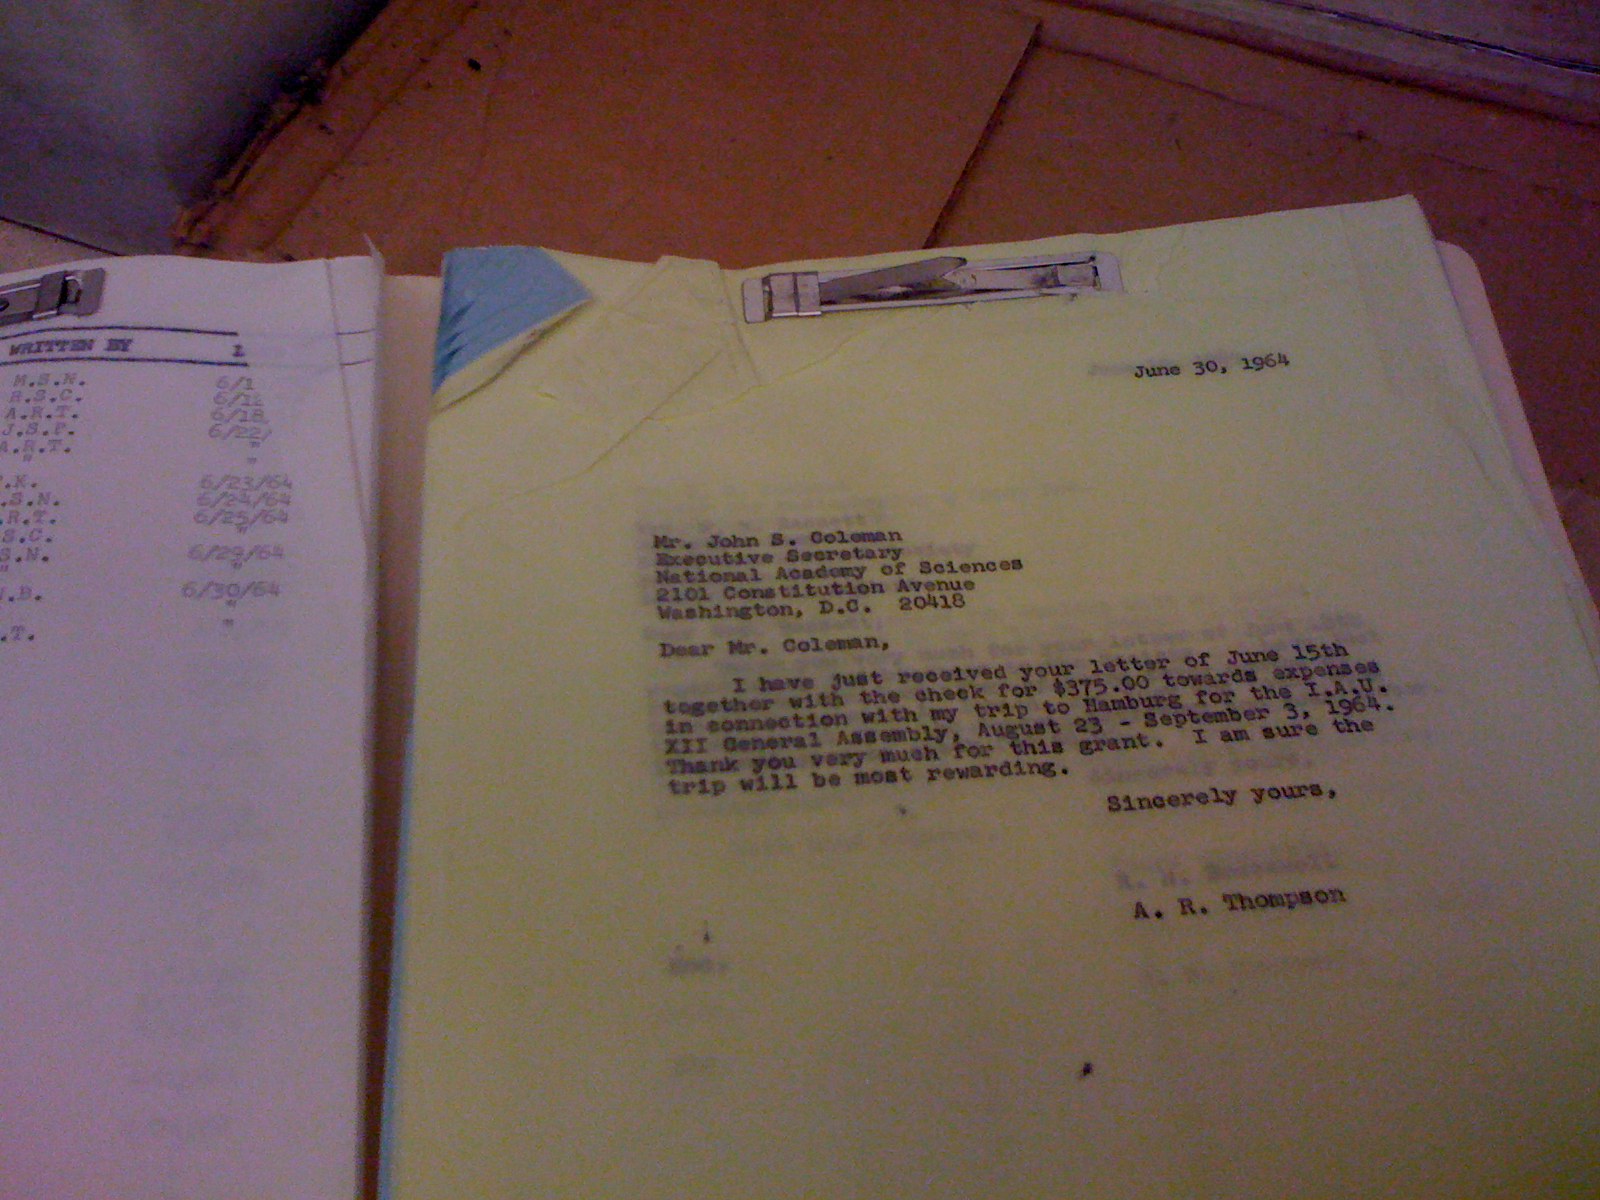 WRITTEN BY
M.S.N. 6/1
R.S.C. 6/12
A.R.T. 6/18
J.S.P. 6/22/
A.R.T. "
" "
.K. 6/23/64
.S.N. 6/24/64
.R.T. 6/25/64
S.C. "
S.N. 6/29/64
" "
.D. 6/30/64
"
.T. "
June 30, 1964
Mr. John S. Coleman
Executive Secretary
National Academy of Sciences
2101 Constitution Avenue
Washington, D.C. 20418
Dear Mr. Coleman,
I have just received your letter of June 15th
together with the check for $375.00 towards expenses
in connection with my trip to Hamburg for the I.A.U.
XII General Assembly, August 23 - September 3, 1964.
Thank you very much for this grant. I am sure the
trip will be most rewarding.
Sincerely yours,
A. R. Thompson